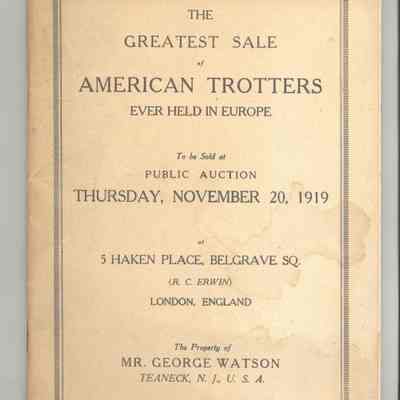 THE
GREATEST SALE
of
AMERICAN TROTTERS
EVER HELD IN EUROPE
To be Sold at
PUBLIC AUCTION
THURSDAY, NOVEMBER 20, 1919
at
5 HAKEN PLACE, BELGRAVE SQ.
(R. C. ERWIN)
LONDON, ENGLAND
The Property of
MR. GEORGE WATSON
TEANECK, N. J., U. S. A.